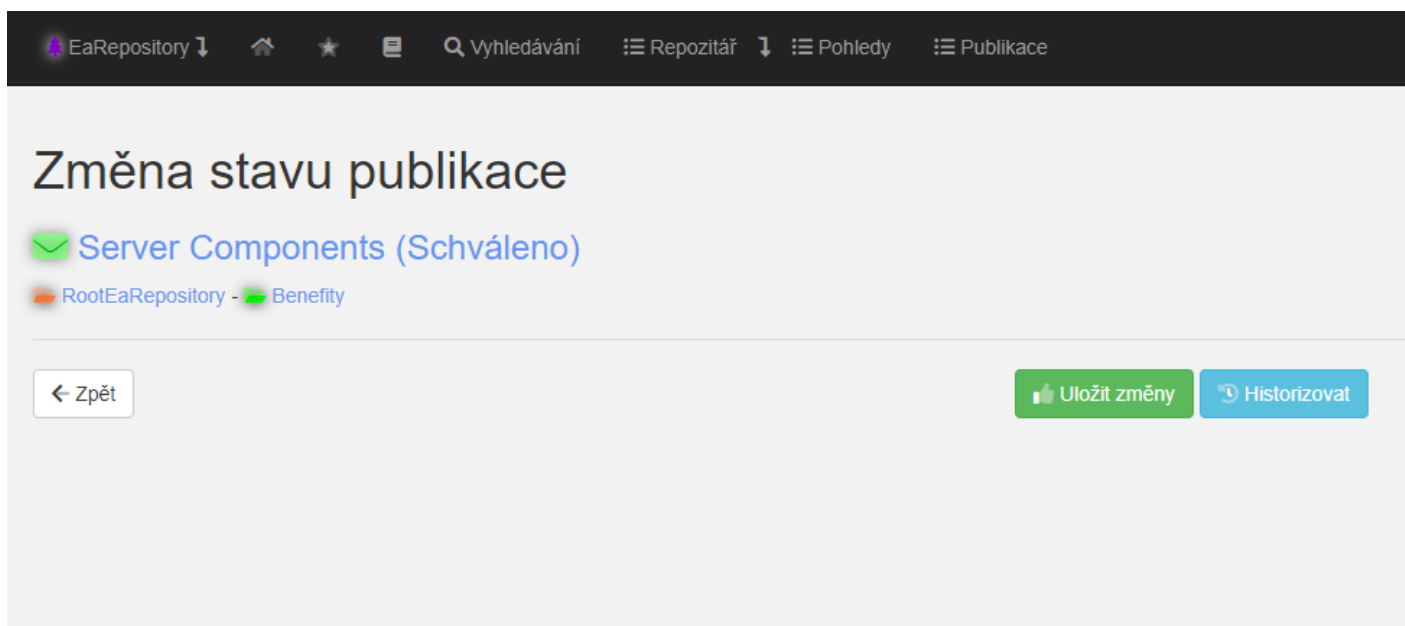 EaRepository Vyhledávání Repozitář Pohledy Publikace
Změna stavu publikace
Server Components (Schváleno)
RootEaRepository - Benefity
Zpět Uložit změny Historizovat